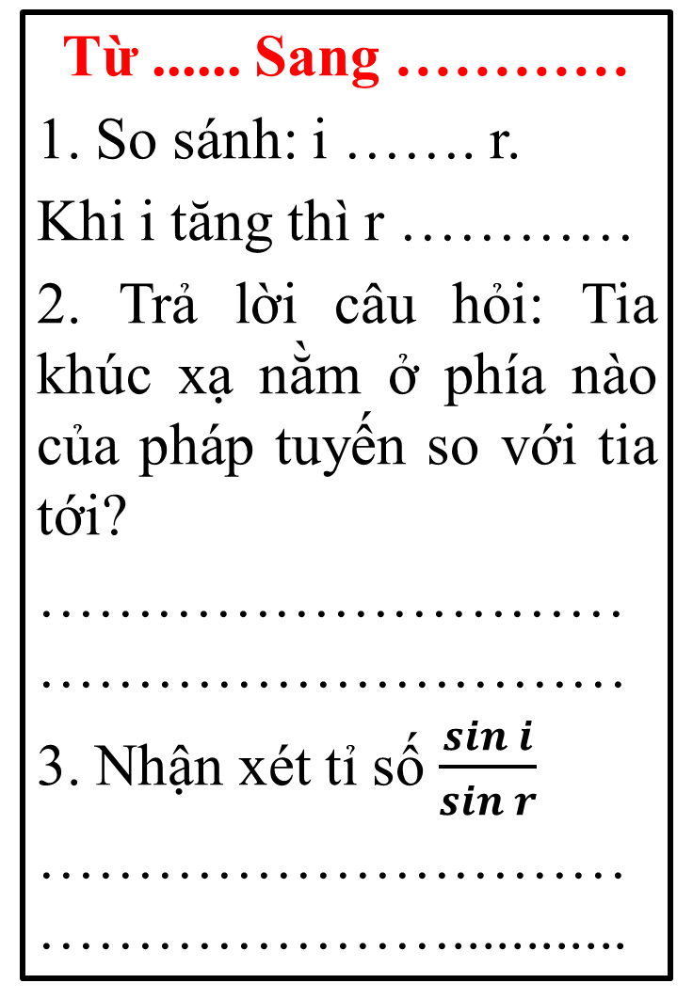 Từ ...... Sang …………
1. So sánh: i ……. r.
Khi i tăng thì r …………
2. Trả lời câu hỏi: Tia
khúc xạ nằm ở phía nào
của pháp tuyến so với tia
tới?
……………………………
……………………………
3. Nhận xét tỉ số sin i / sin r
……………………………
…………………….............